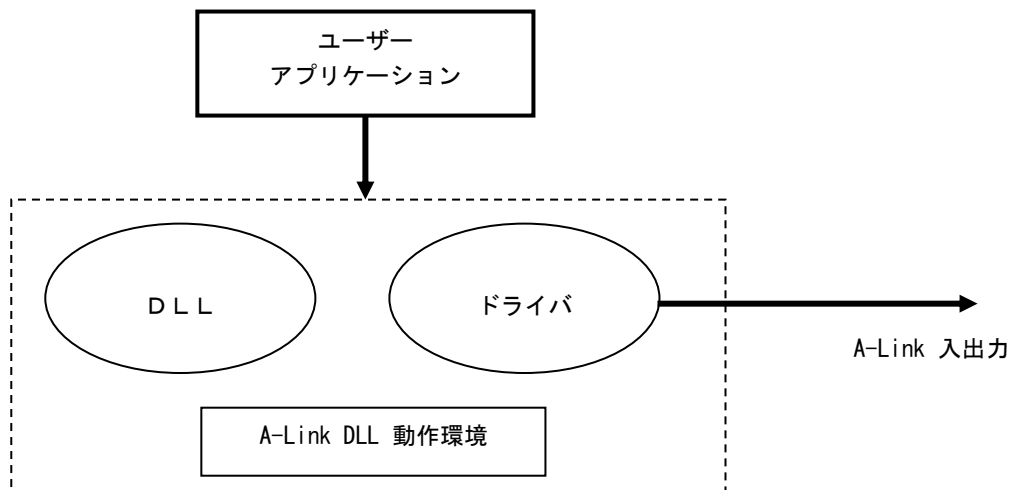 ユーザー
アプリケーション
ＤＬＬ
ドライバ
A-Link 入出力
A-Link DLL 動作環境